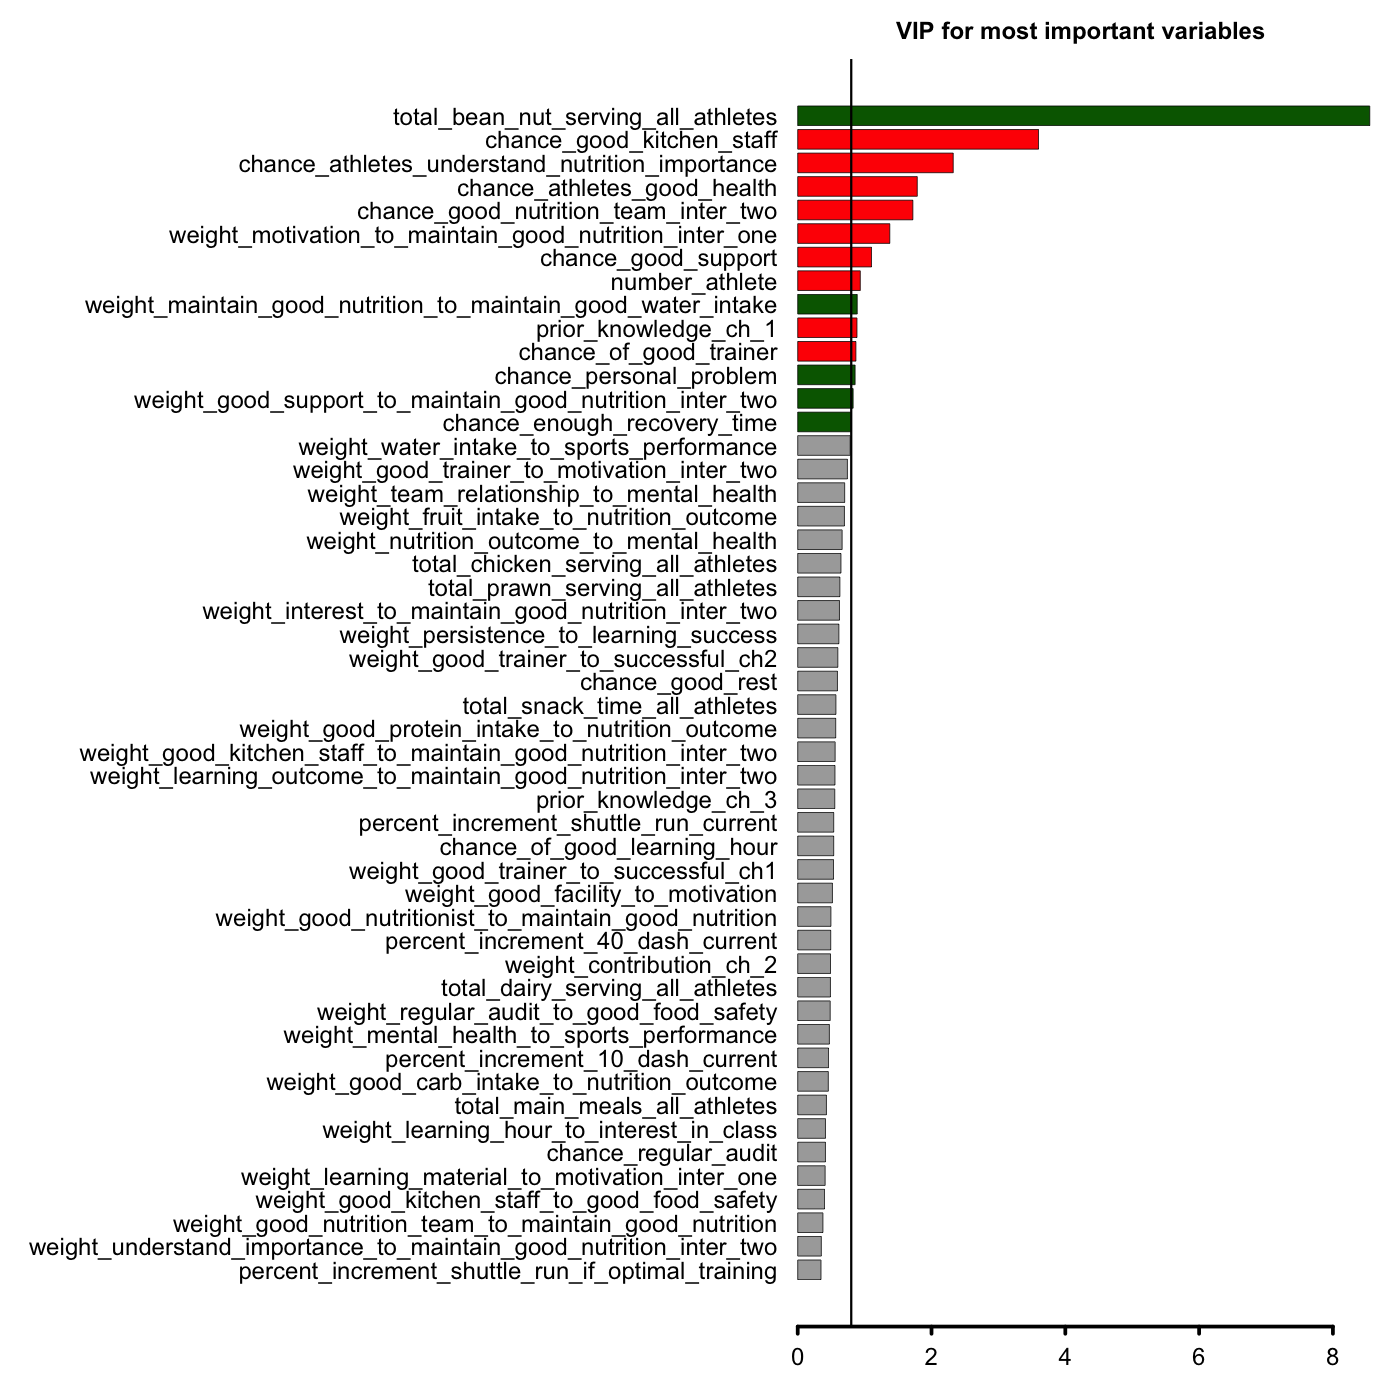 VIP for most important variables
total_bean_nut_serving_all_athletes
chance_good_kitchen_staff
chance_athletes_understand_nutrition_importance
chance_athletes_good_health
chance_good_nutrition_team_inter_two
weight_motivation_to_maintain_good_nutrition_inter_one
chance_good_support
number_athlete
weight_maintain_good_nutrition_to_maintain_good_water_intake
prior_knowledge_ch_1
chance_of_good_trainer
chance_personal_problem
weight_good_support_to_maintain_good_nutrition_inter_two
chance_enough_recovery_time
weight_water_intake_to_sports_performance
weight_good_trainer_to_motivation_inter_two
weight_team_relationship_to_mental_health
weight_fruit_intake_to_nutrition_outcome
weight_nutrition_outcome_to_mental_health
total_chicken_serving_all_athletes
total_prawn_serving_all_athletes
weight_interest_to_maintain_good_nutrition_inter_two
weight_persistence_to_learning_success
weight_good_trainer_to_successful_ch2
chance_good_rest
total_snack_time_all_athletes
weight_good_protein_intake_to_nutrition_outcome
weight_good_kitchen_staff_to_maintain_good_nutrition_inter_two
weight_learning_outcome_to_maintain_good_nutrition_inter_two
prior_knowledge_ch_3
percent_increment_shuttle_run_current
chance_of_good_learning_hour
weight_good_trainer_to_successful_ch1
weight_good_facility_to_motivation
weight_good_nutritionist_to_maintain_good_nutrition
percent_increment_40_dash_current
weight_contribution_ch_2
total_dairy_serving_all_athletes
weight_regular_audit_to_good_food_safety
weight_mental_health_to_sports_performance
percent_increment_10_dash_current
weight_good_carb_intake_to_nutrition_outcome
total_main_meals_all_athletes
weight_learning_hour_to_interest_in_class
chance_regular_audit
weight_learning_material_to_motivation_inter_one
weight_good_kitchen_staff_to_good_food_safety
weight_good_nutrition_team_to_maintain_good_nutrition
weight_understand_importance_to_maintain_good_nutrition_inter_two
percent_increment_shuttle_run_if_optimal_training
0 2 4 6 8